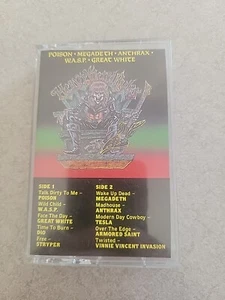 POISON • MEGADETH • ANTHRAX •
W.A.S.P. • GREAT WHITE
SIDE 1
Talk Dirty To Me –
POISON
Wild Child –
W.A.S.P.
Face The Day –
GREAT WHITE
Time To Burn –
DIO
Free –
STRYPER
SIDE 2
Wake Up Dead –
MEGADETH
Madhouse –
ANTHRAX
Modern Day Cowboy –
TESLA
Over The Edge –
ARMORED SAINT
Twisted –
VINNIE VINCENT INVASION